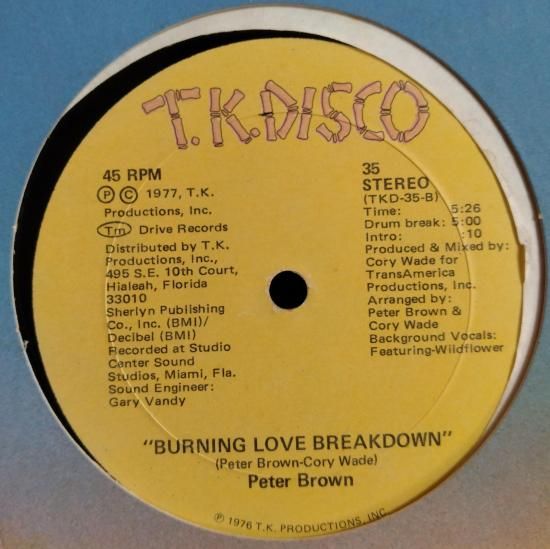 T.K.DISCO
45 RPM
Ⓟ Ⓒ 1977, T.K.
Productions, Inc.
Tm Drive Records
Distributed by T.K.
Productions, Inc.,
495 S.E. 10th Court,
Hialeah, Florida
33010
Sherlyn Publishing
Co., Inc. (BMI)/
Decibel (BMI)
Recorded at Studio
Center Sound
Studios, Miami, Fla.
Sound Engineer:
Gary Vandy
35
STEREO
(TKD-35-B)
Time: 5:26
Drum break: 5:00
Intro: :10
Produced & Mixed by:
Cory Wade for
TransAmerica
Productions, Inc.
Arranged by:
Peter Brown &
Cory Wade
Background Vocals:
Featuring-Wildflower
"BURNING LOVE BREAKDOWN"
(Peter Brown-Cory Wade)
Peter Brown
Ⓟ 1976 T.K. PRODUCTIONS, INC.